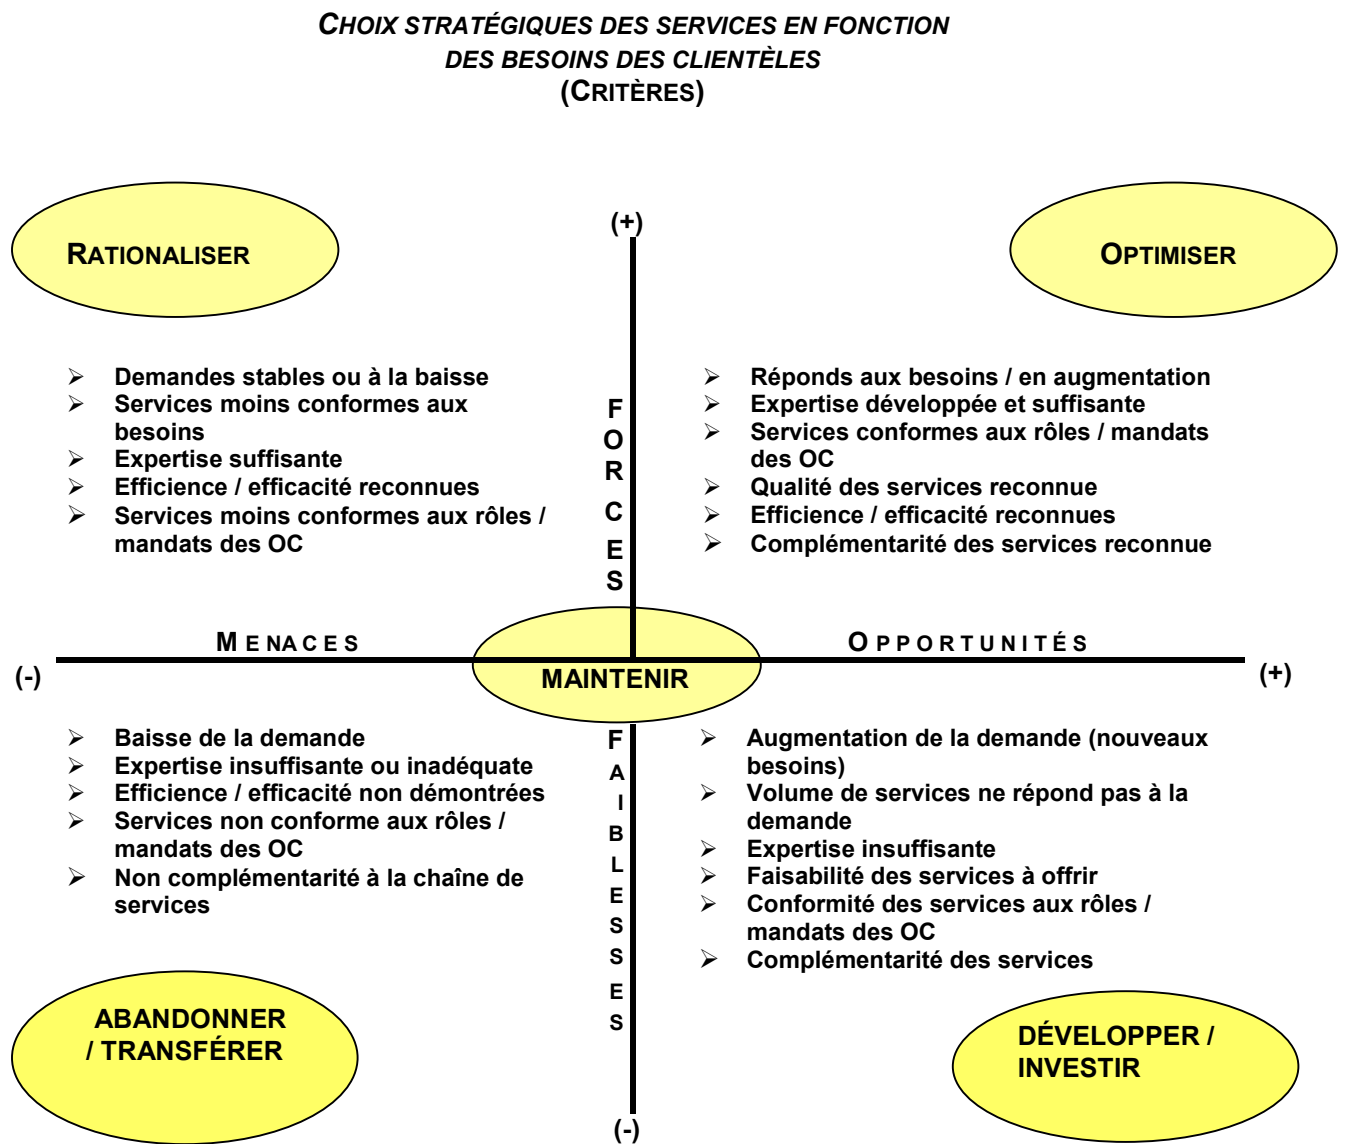 CHOIX STRATÉGIQUES DES SERVICES EN FONCTION
DES BESOINS DES CLIENTÈLES
(CRITÈRES)
(+)
RATIONALISER
OPTIMISER
➢ Demandes stables ou à la baisse
➢ Services moins conformes aux
besoins
➢ Expertise suffisante
➢ Efficience / efficacité reconnues
➢ Services moins conformes aux rôles /
mandats des OC
FORCES
➢ Réponds aux besoins / en augmentation
➢ Expertise développée et suffisante
➢ Services conformes aux rôles / mandats
des OC
➢ Qualité des services reconnue
➢ Efficience / efficacité reconnues
➢ Complémentarité des services reconnue
MENACES
OPPORTUNITÉS
(-)
MAINTENIR
(+)
➢ Baisse de la demande
➢ Expertise insuffisante ou inadéquate
➢ Efficience / efficacité non démontrées
➢ Services non conforme aux rôles /
mandats des OC
➢ Non complémentarité à la chaîne de
services
FAIBLESSES
➢ Augmentation de la demande (nouveaux
besoins)
➢ Volume de services ne répond pas à la
demande
➢ Expertise insuffisante
➢ Faisabilité des services à offrir
➢ Conformité des services aux rôles /
mandats des OC
➢ Complémentarité des services
ABANDONNER
/ TRANSFÉRER
DÉVELOPPER /
INVESTIR
(-)